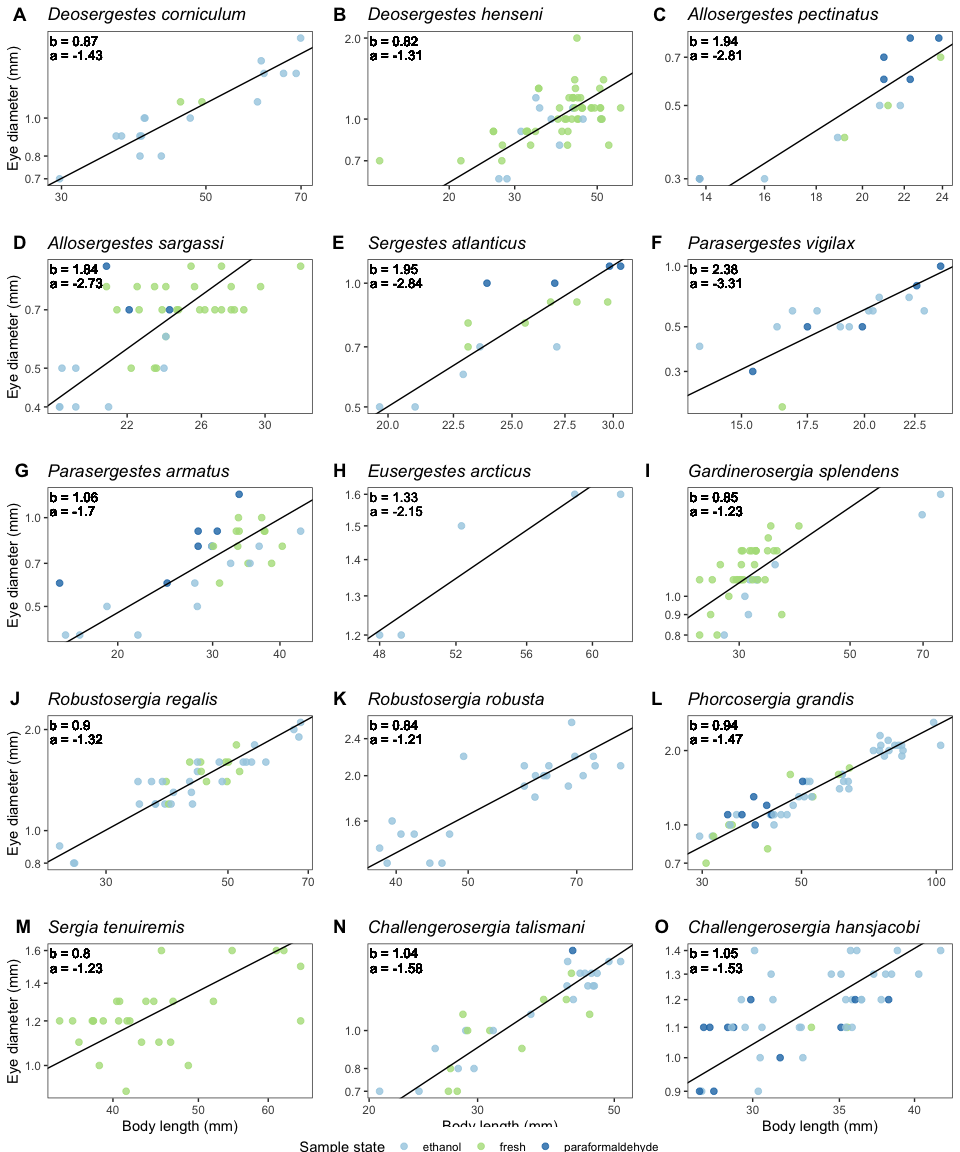 A Deosergestes corniculum
b = 0.87
a = -1.43
Eye diameter (mm)
1.0
0.8
0.7
30 50 70
B Deosergestes henseni
b = 0.82
a = -1.31
2.0
1.0
0.7
20 30 50
C Allosergestes pectinatus
b = 1.94
a = -2.81
0.7
0.5
0.3
14 16 18 20 22 24
D Allosergestes sargassi
b = 1.84
a = -2.73
Eye diameter (mm)
0.7
0.5
0.4
22 26 30
E Sergestes atlanticus
b = 1.95
a = -2.84
1.0
0.7
0.5
20.0 22.5 25.0 27.5 30.0
F Parasergestes vigilax
b = 2.38
a = -3.31
1.0
0.5
0.3
15.0 17.5 20.0 22.5
G Parasergestes armatus
b = 1.06
a = -1.7
Eye diameter (mm)
1.0
0.7
0.5
20 30 40
H Eusergestes arcticus
b = 1.33
a = -2.15
1.6
1.5
1.4
1.3
1.2
48 52 56 60
I Gardinerosergia splendens
b = 0.85
a = -1.23
1.0
0.9
0.8
30 50 70
J Robustosergia regalis
b = 0.9
a = -1.32
Eye diameter (mm)
2.0
1.0
0.8
30 50 70
K Robustosergia robusta
b = 0.84
a = -1.21
2.4
2.0
1.6
40 50 70
L Phorcosergia grandis
b = 0.94
a = -1.47
2.0
1.0
0.7
30 50 100
M Sergia tenuiremis
b = 0.8
a = -1.23
Eye diameter (mm)
1.6
1.4
1.2
1.0
40 50 60
Body length (mm)
N Challengerosergia talismani
b = 1.04
a = -1.58
1.0
0.8
0.7
20 30 50
Body length (mm)
O Challengerosergia hansjacobi
b = 1.05
a = -1.53
1.4
1.3
1.2
1.1
1.0
0.9
30 35 40
Body length (mm)
Sample state ethanol fresh paraformaldehyde